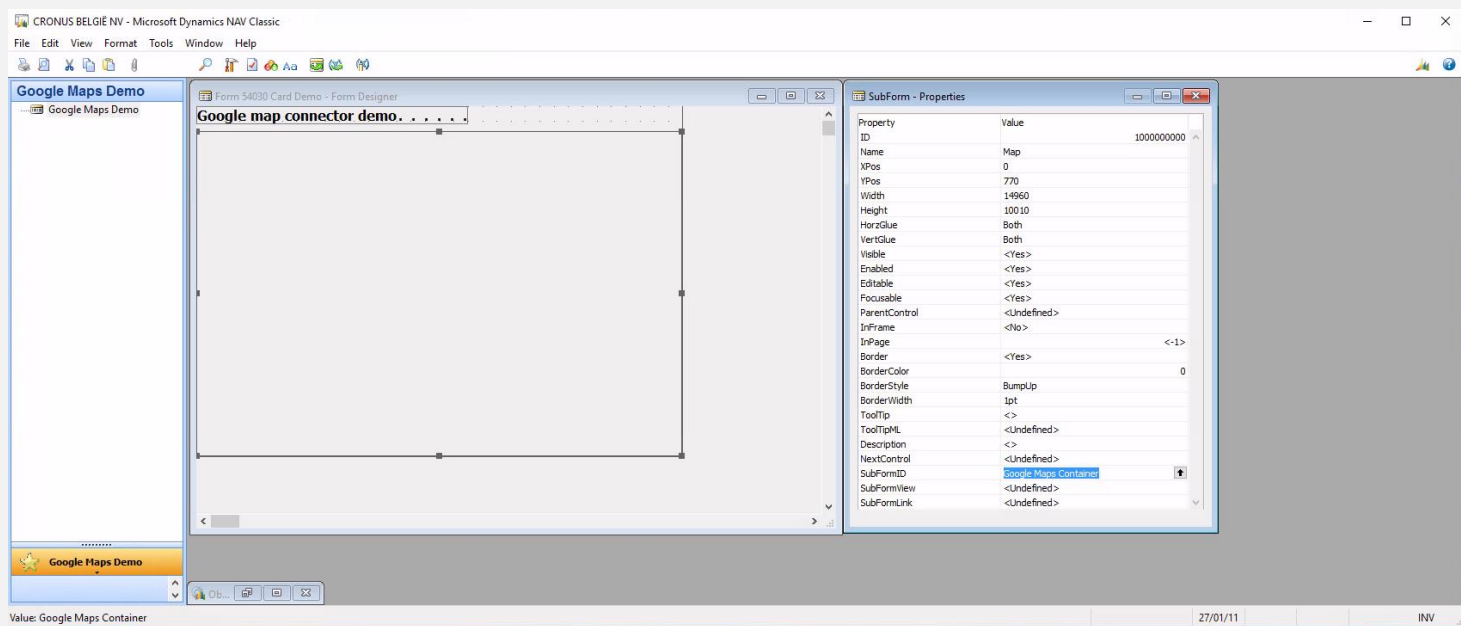 CRONUS BELGIË NV - Microsoft Dynamics NAV Classic
File Edit View Format Tools Window Help
Aa
Google Maps Demo
Google Maps Demo
Form 54030 Card Demo - Form Designer
Google map connector demo. . . . . .
SubForm - Properties
Property Value
ID 1000000000
Name Map
XPos 0
YPos 770
Width 14960
Height 10010
HorzGlue Both
VertGlue Both
Visible <Yes>
Enabled <Yes>
Editable <Yes>
Focusable <Yes>
ParentControl <Undefined>
InFrame <No>
InPage <-1>
Border <Yes>
BorderColor 0
BorderStyle BumpUp
BorderWidth 1pt
ToolTip <>
ToolTipML <Undefined>
Description <>
NextControl <Undefined>
SubFormID Google Maps Container
SubFormView <Undefined>
SubFormLink <Undefined>
Google Maps Demo
Ob...
Value: Google Maps Container 27/01/11 INV